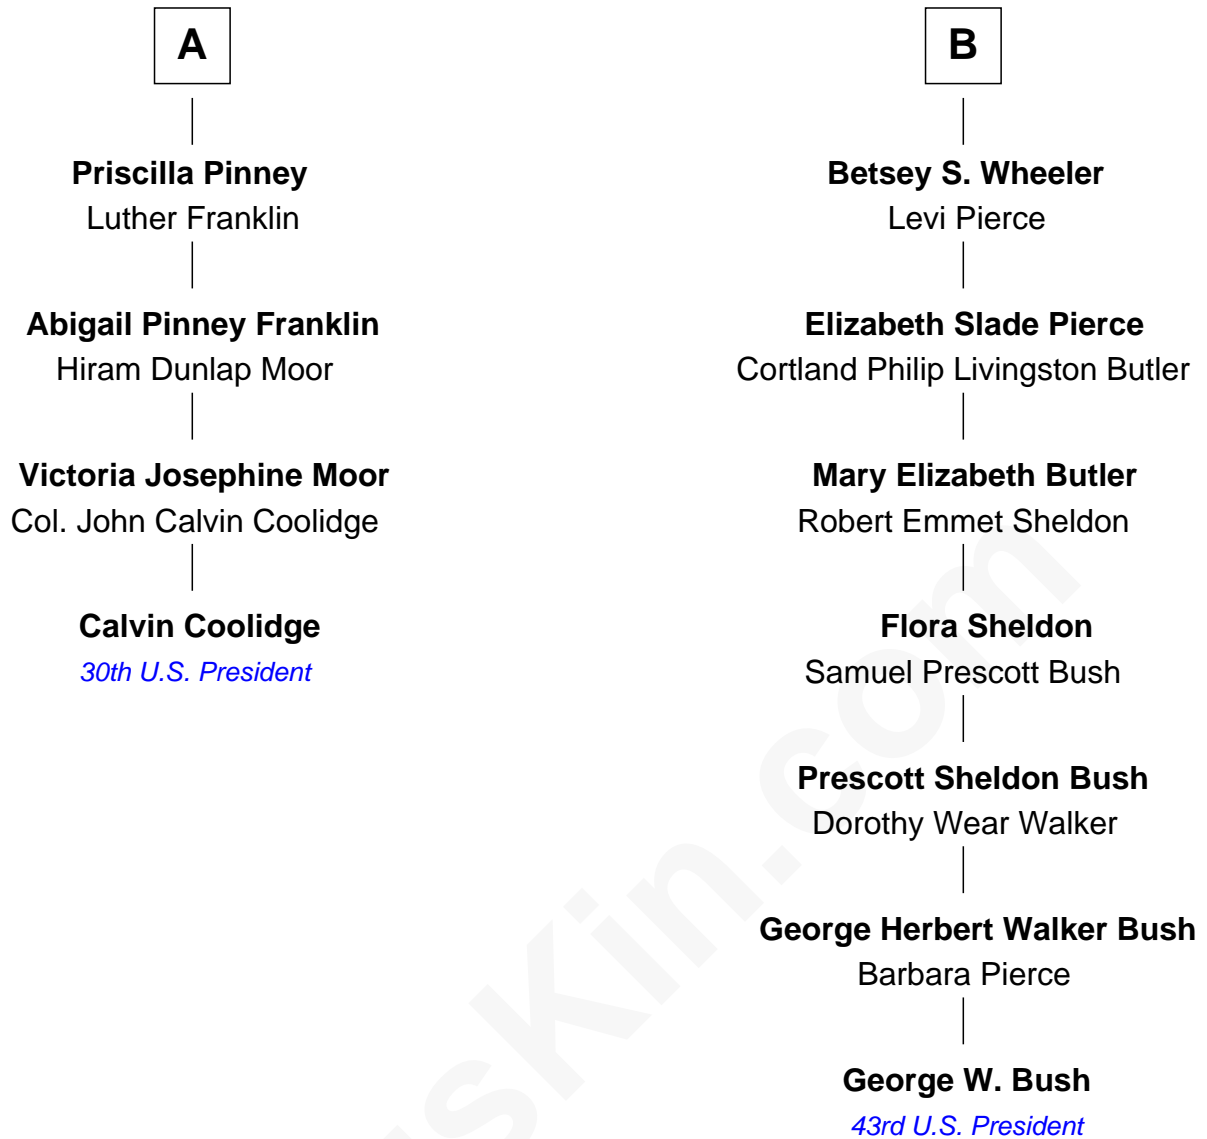 A
Priscilla Pinney
Luther Franklin
Abigail Pinney Franklin
Hiram Dunlap Moor
Victoria Josephine Moor
Col. John Calvin Coolidge
Calvin Coolidge
30th U.S. President
B
Betsey S. Wheeler
Levi Pierce
Elizabeth Slade Pierce
Cortland Philip Livingston Butler
Mary Elizabeth Butler
Robert Emmet Sheldon
Flora Sheldon
Samuel Prescott Bush
Prescott Sheldon Bush
Dorothy Wear Walker
George Herbert Walker Bush
Barbara Pierce
George W. Bush
43rd U.S. President
sKin.com